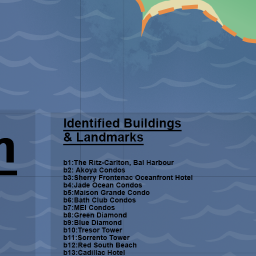 Identified Buildings
& Landmarks
b1:The Ritz-Carlton, Bal Harbour
b2: Akoya Condos
b3:Sherry Frontenac Oceanfront Hotel
b4:Jade Ocean Condos
b5:Maison Grande Condo
b6:Bath Club Condos
b7:MEI Condos
b8:Green Diamond
b9:Blue Diamond
b10:Tresor Tower
b11:Sorrento Tower
b12:Red South Beach
b13:Cadillac Hotel